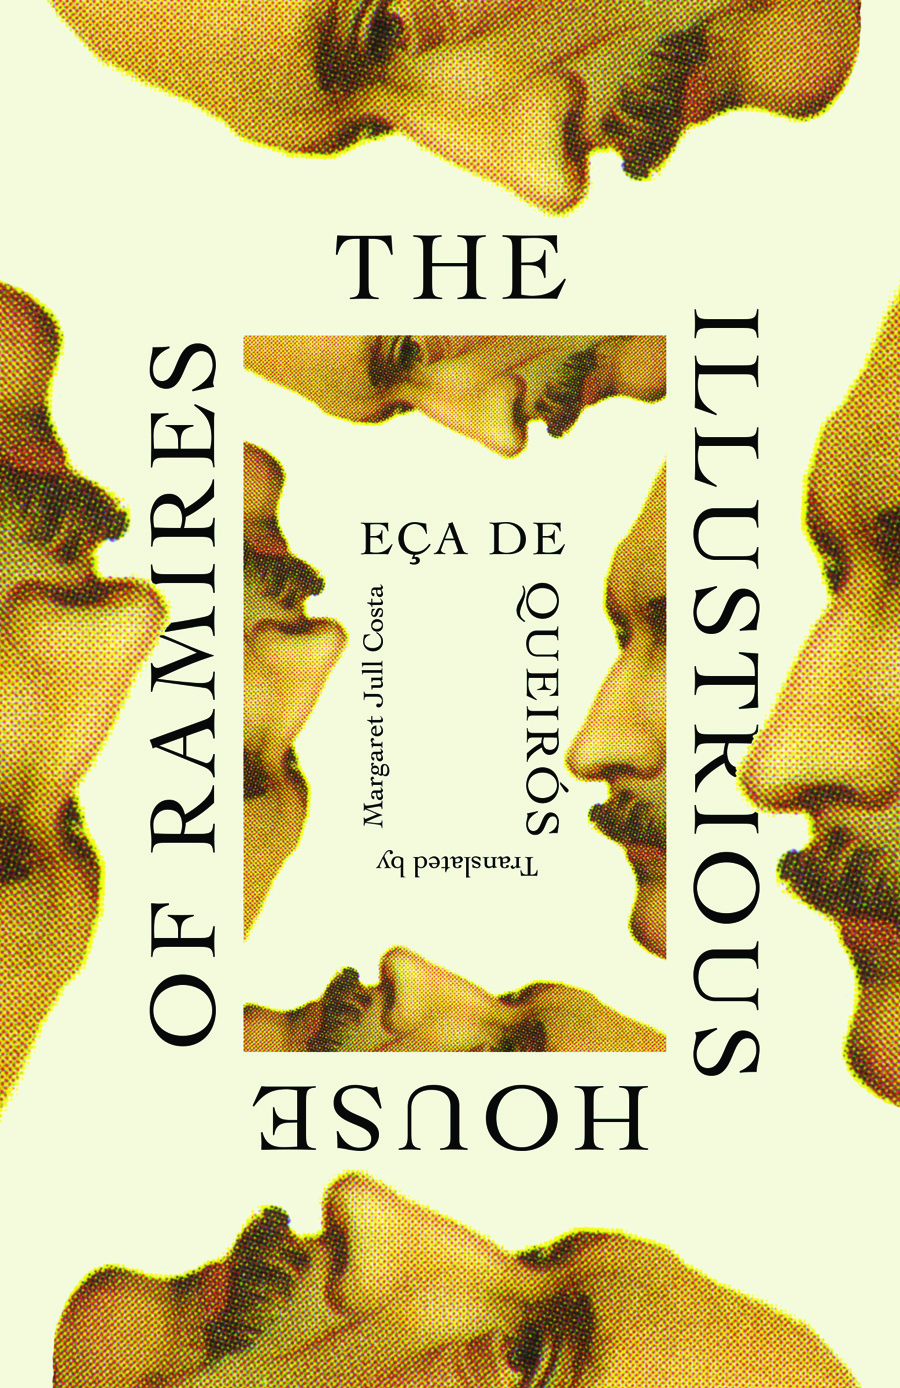 THE
ILLUSTRIOUS
HOUSE
OF RAMIRES
EÇA DE
QUEIRÓS
Translated by
Margaret Jull Costa